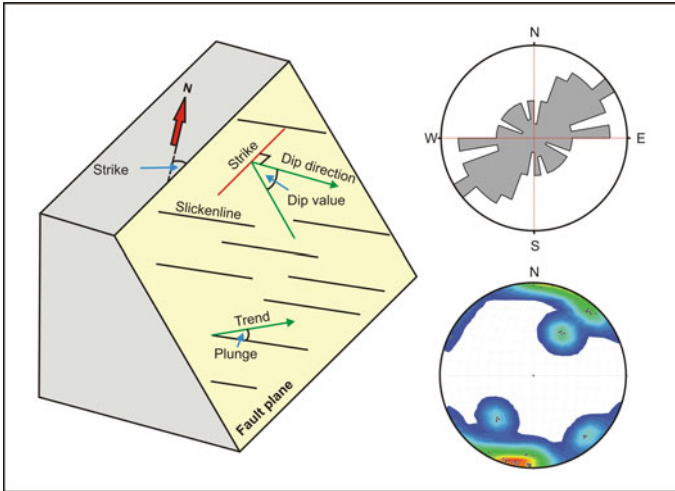 N
Strike
Strike
Dip direction
Dip value
Slickenline
Trend
Plunge
Fault plane
N
W
E
S
N